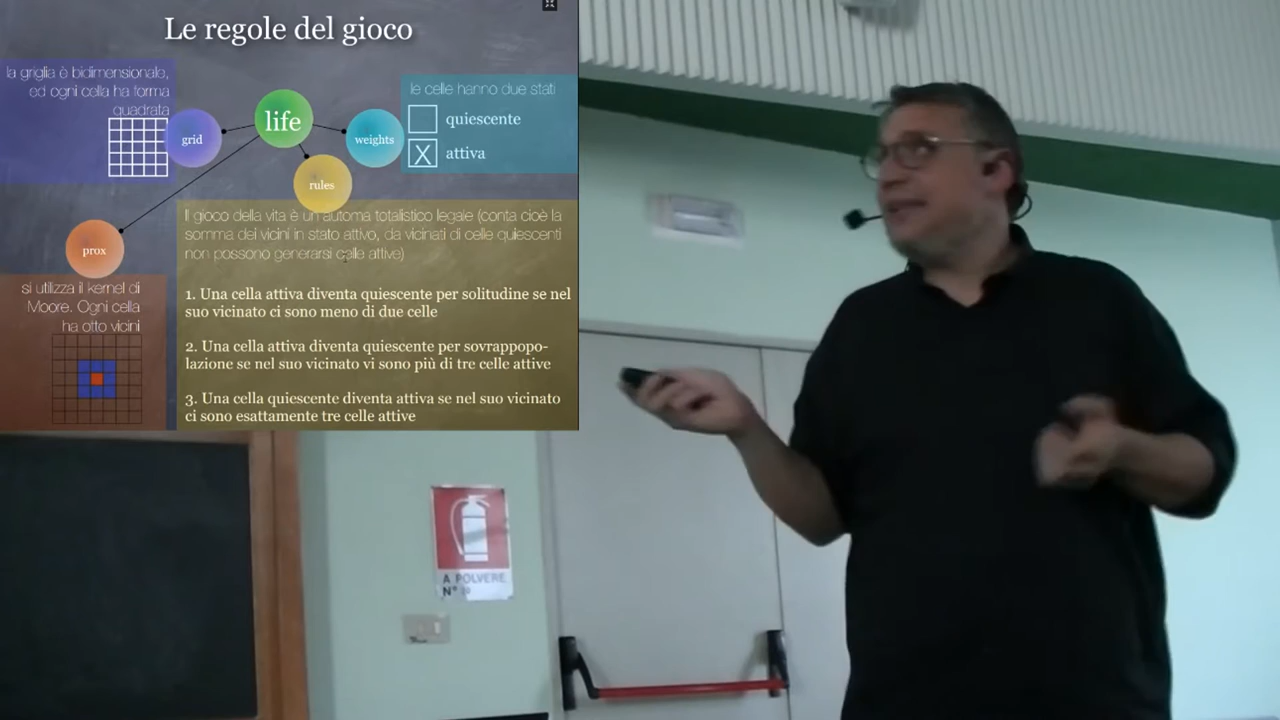 Le regole del gioco
la griglia è bidimensionale,
ed ogni cella ha forma
quadrata
grid
life
weights
rules
prox
le celle hanno due stati
quiescente
X attiva
Il gioco della vita è un automa totalistico legale (conta cioè la
somma dei vicini in stato attivo, da vicinati di celle quiescenti
non possono generarsi celle attive)
1. Una cella attiva diventa quiescente per solitudine se nel
suo vicinato ci sono meno di due celle
2. Una cella attiva diventa quiescente per sovrappopo-
lazione se nel suo vicinato vi sono più di tre celle attive
3. Una cella quiescente diventa attiva se nel suo vicinato
ci sono esattamente tre celle attive
si utilizza il kernel di
Moore. Ogni cella
ha otto vicini
A POLVERE
N°